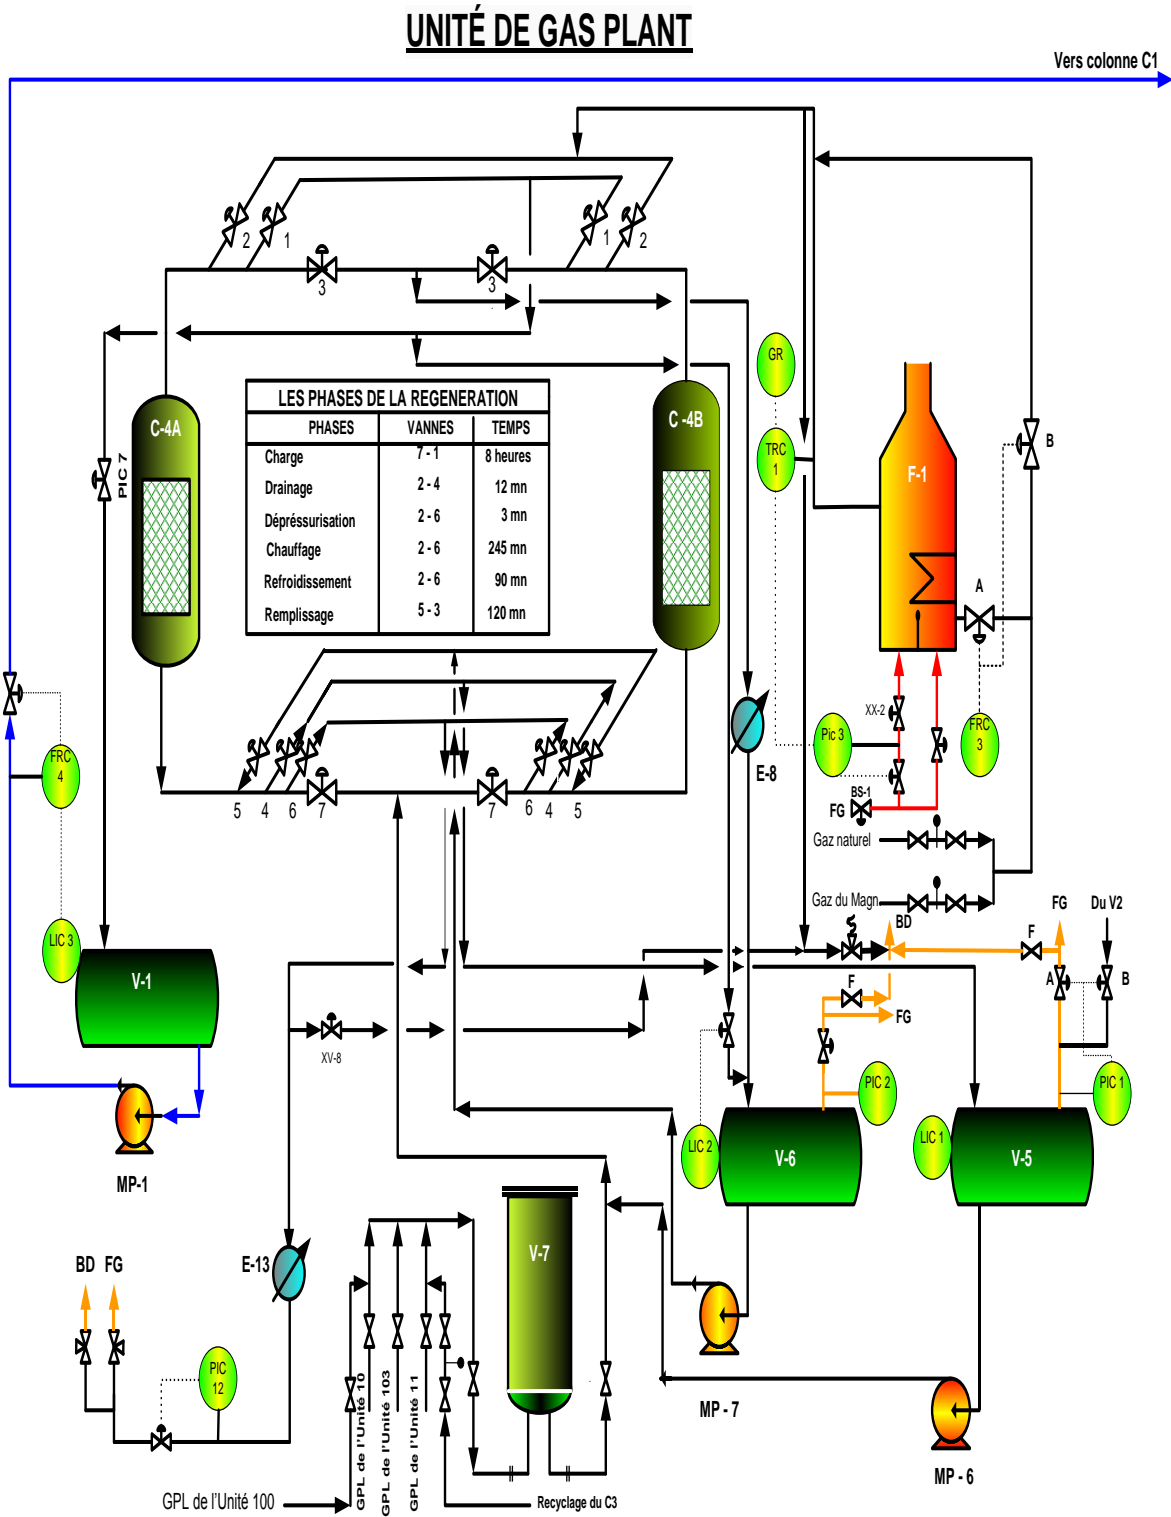 UNITÉ DE GAS PLANT
Vers colonne C1
2
1
1
2
3
3
GR
TRC
1
C-4A
C -4B
F-1
B
A
PIC 7
LES PHASES DE LA REGENERATION
PHASES VANNES TEMPS
Charge 7 - 1 8 heures
Drainage 2 - 4 12 mn
Dépréssurisation 2 - 6 3 mn
Chauffage 2 - 6 245 mn
Refroidissement 2 - 6 90 mn
Remplissage 5 - 3 120 mn
XX-2
FRC
4
Pic 3
FRC
3
E-8
BS-1
FG
5 4 6 7
7 6 4 5
Gaz naturel
Gaz du Magn
BD
FG
Du V2
LIC 3
V-1
F
F
A
B
FG
XV-8
PIC 2
PIC 1
LIC 2
V-6
LIC 1
V-5
MP-1
E-13
V-7
BD FG
PIC
12
GPL de l'Unité 10
GPL de l'Unité 103
GPL de l'Unité 11
MP - 7
MP - 6
GPL de l'Unité 100
Recyclage du C3